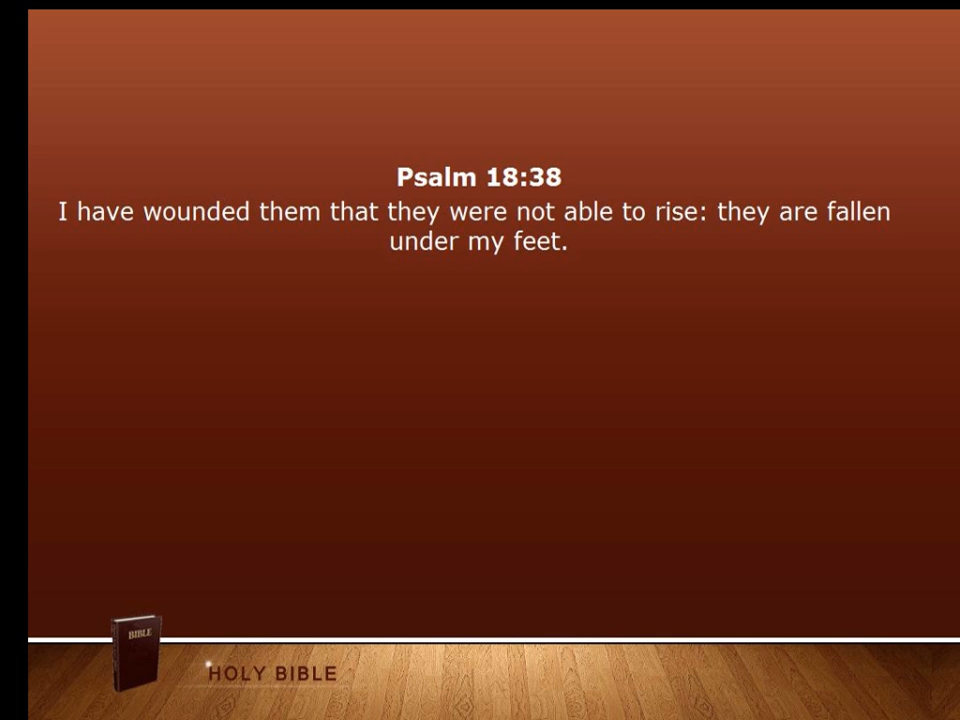 Psalm 18:38
I have wounded them that they were not able to rise: they are fallen
under my feet.
BIBLE
HOLY BIBLE